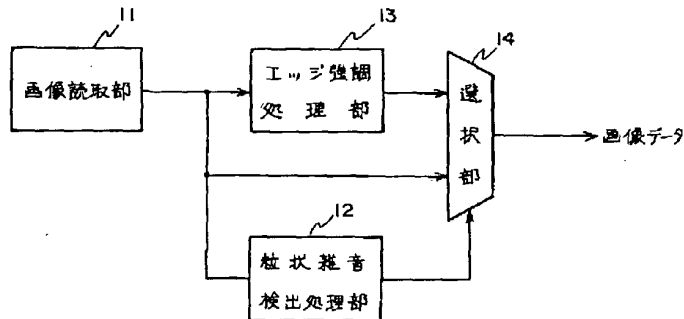 11
画像読取部
13
エッジ強調
処理部
14
選択部
画像データ
12
粒状雑音
検出処理部